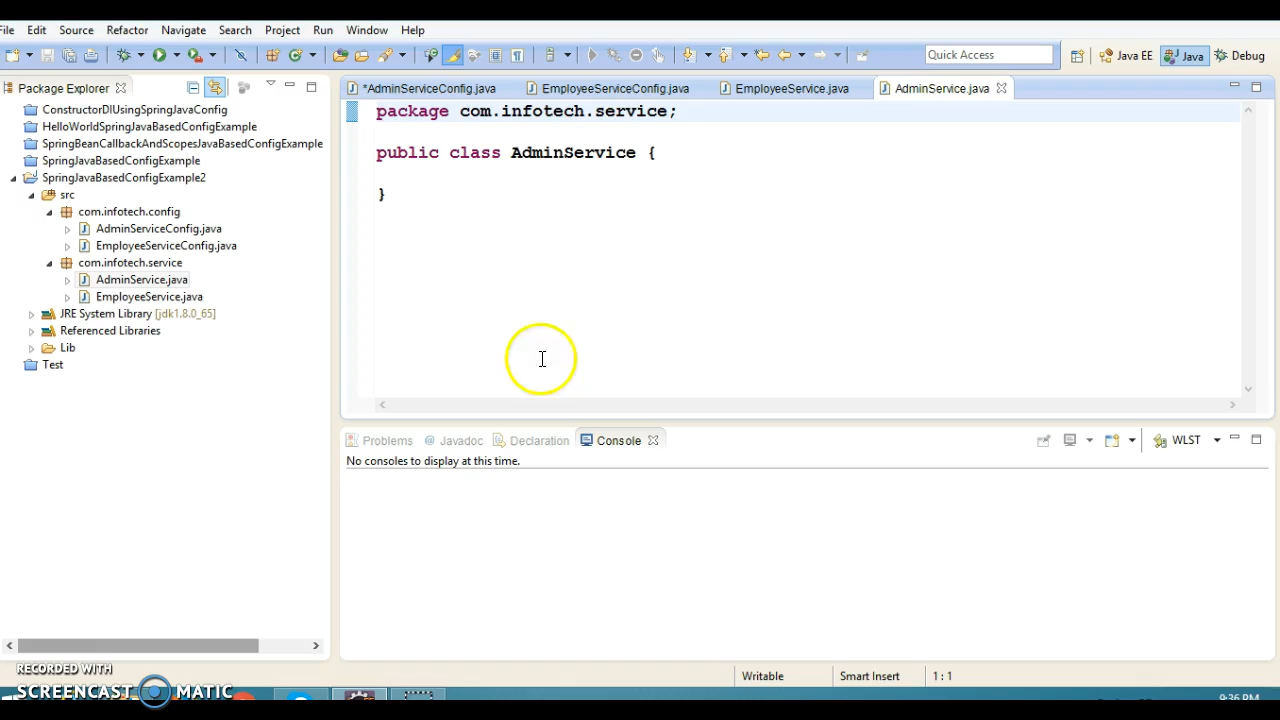 File Edit Source Refactor Navigate Search Project Run Window Help
Quick Access
Java EE
Java
Debug
Package Explorer
ConstructorDIUsingSpringJavaConfig
HelloWorldSpringJavaBasedConfigExample
SpringBeanCallbackAndScopesJavaBasedConfigExample
SpringJavaBasedConfigExample
SpringJavaBasedConfigExample2
src
com.infotech.config
AdminServiceConfig.java
EmployeeServiceConfig.java
com.infotech.service
AdminService.java
EmployeeService.java
JRE System Library [jdk1.8.0_65]
Referenced Libraries
Lib
Test
*AdminServiceConfig.java EmployeeServiceConfig.java EmployeeService.java AdminService.java
package com.infotech.service;
public class AdminService {
}
Problems @ Javadoc Declaration Console
WLST
No consoles to display at this time.
Writable Smart Insert 1 : 1
RECORDED WITH
SCREENCAST MATIC
9:36 PM